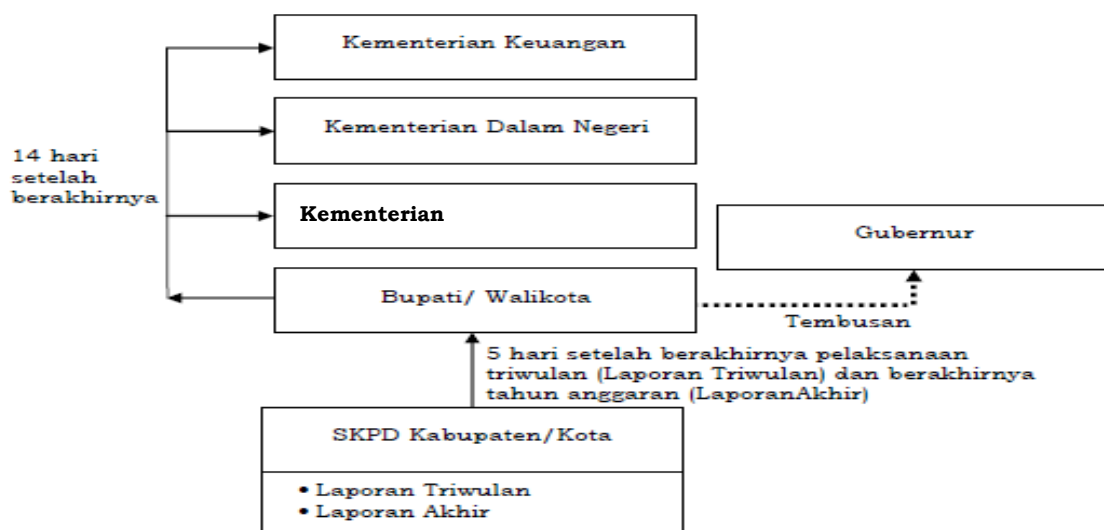 Kementerian Keuangan
Kementerian Dalam Negeri
14 hari
setelah
berakhirnya
Kementerian
Gubernur
Bupati/ Walikota
Tembusan
5 hari setelah berakhirnya pelaksanaan
triwulan (Laporan Triwulan) dan berakhirnya
tahun anggaran (LaporanAkhir)
SKPD Kabupaten/Kota
• Laporan Triwulan
• Laporan Akhir